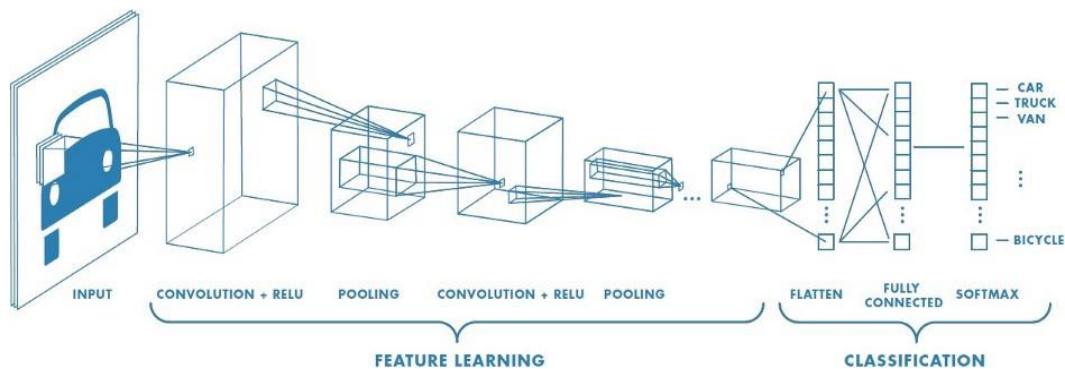 CAR
TRUCK
VAN
BICYCLE
INPUT
CONVOLUTION + RELU
POOLING
CONVOLUTION + RELU
POOLING
FLATTEN
FULLY
CONNECTED
SOFTMAX
FEATURE LEARNING
CLASSIFICATION